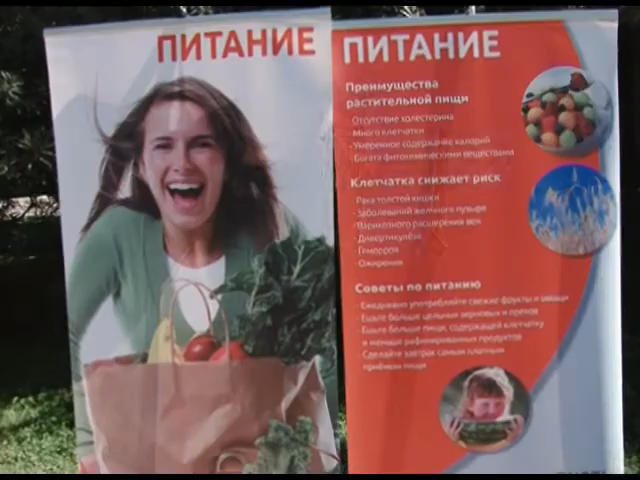 ПИТАНИЕ
ПИТАНИЕ
Преимущества
растительной пищи
- Отсутствие холестерина
- Много клетчатки
- Умеренное содержание калорий
- Богата фитохимическими веществами
Клетчатка снижает риск
- Рака толстой кишки
- Заболеваний желчного пузыря
- Варикозного расширения вен
- Дивертикулёза
- Геморроя
- Ожирения
Советы по питанию
- Ежедневно употребляйте свежие фрукты и овощи
- Ешьте больше цельных зерновых и орехов
- Ешьте больше пищи, содержащей клетчатку
и меньше рафинированных продуктов
- Сделайте завтрак самым плотным
приёмом пищи